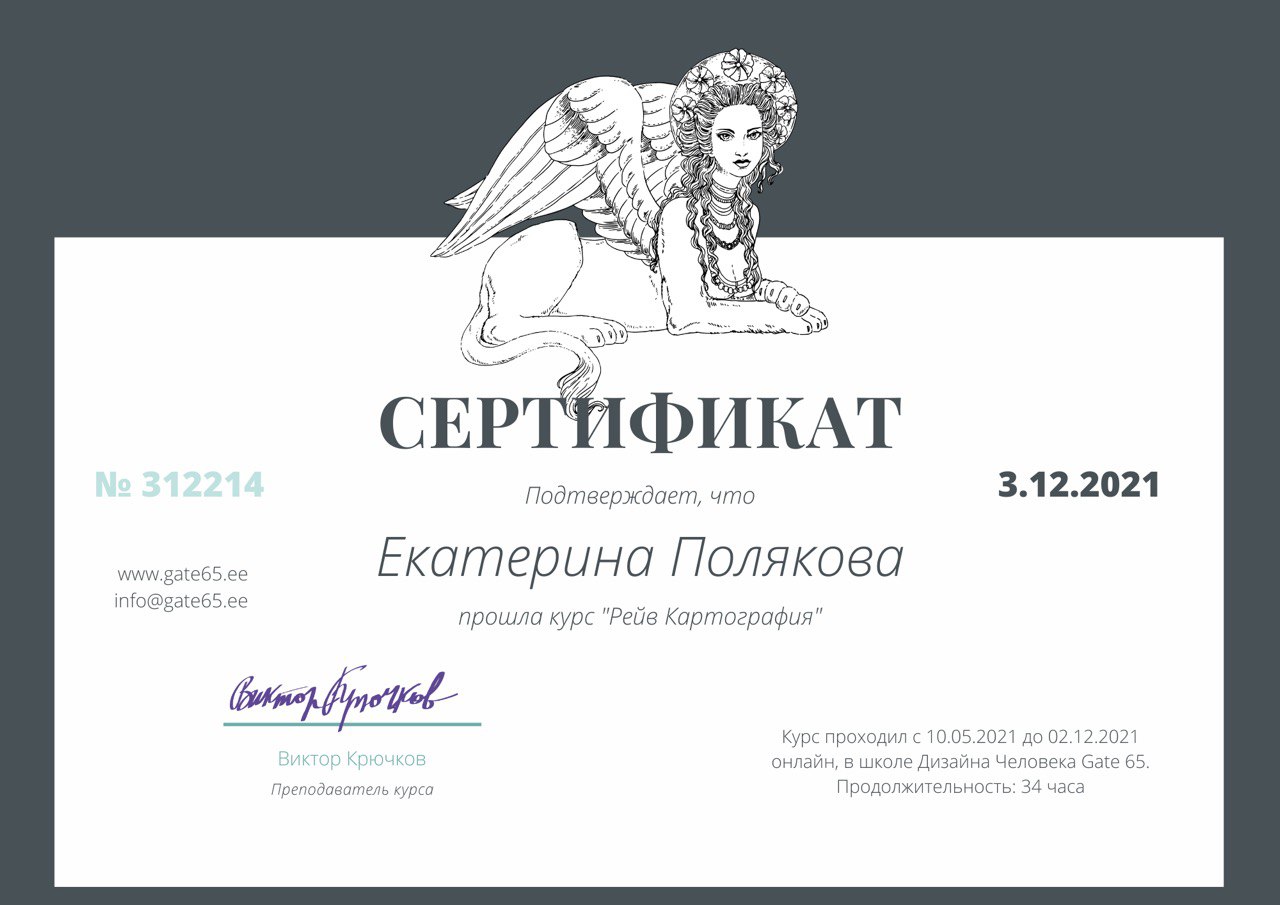 СЕРТИФИКАТ
№ 312214
3.12.2021
Подтверждает, что
Екатерина Полякова
www.gate65.ee
info@gate65.ee
прошла курс "Рейв Картография"
Виктор Крючков
Виктор Крючков
Преподаватель курса
Курс проходил с 10.05.2021 до 02.12.2021
онлайн, в школе Дизайна Человека Gate 65.
Продолжительность: 34 часа